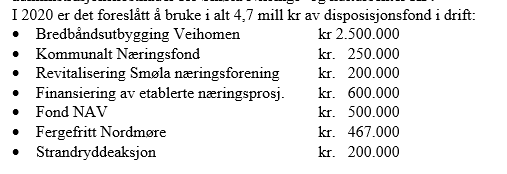 I 2020 er det foreslått å bruke i alt 4,7 mill kr av disposisjonsfond i drift:
• Bredbåndsutbygging Veihomen kr 2.500.000
• Kommunalt Næringsfond kr. 250.000
• Revitalisering Smøla næringsforening kr. 200.000
• Finansiering av etablerte næringsprosj. kr. 600.000
• Fond NAV kr. 500.000
• Fergefritt Nordmøre kr. 467.000
• Strandryddeaksjon kr. 200.000